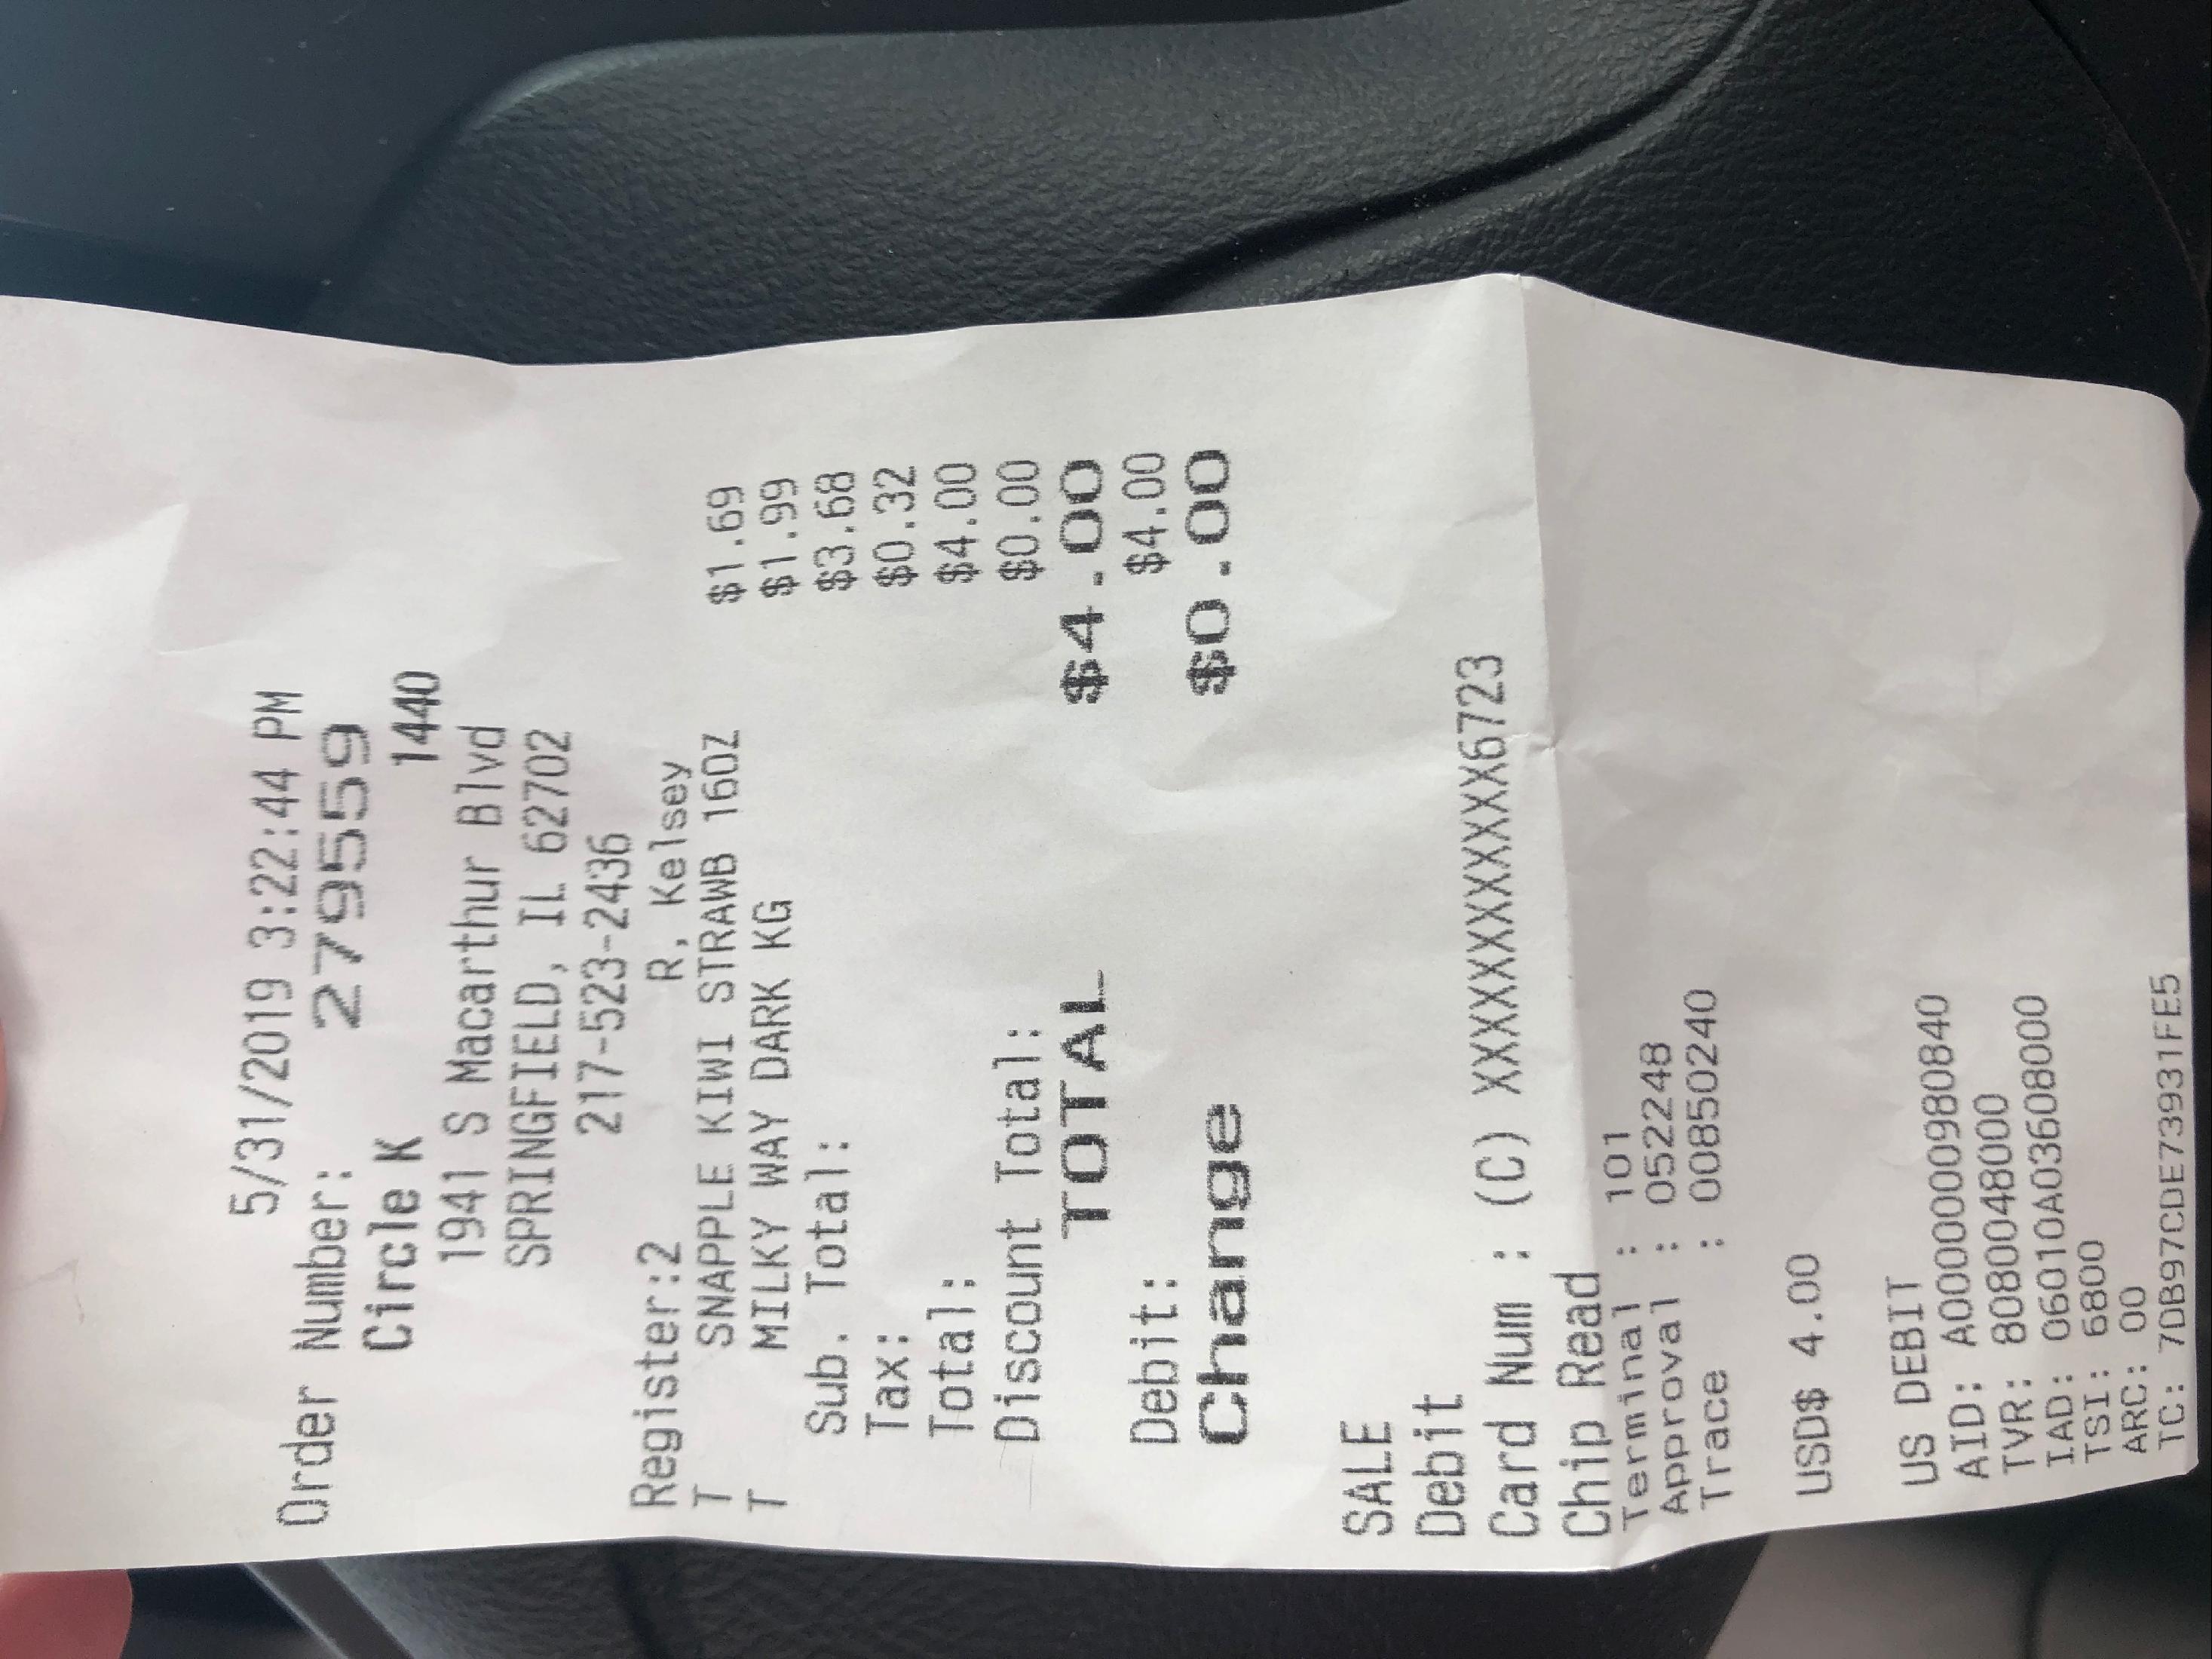 5/31/2019 3:22:44 PM
Order Number: 279559
Circle K 1440
1941 S Macarthur Blvd
SPRINGFIELD, IL 62702
217-523-2436
Register:2 R, Kelsey
T SNAPPLE KIWI STRAWB 16OZ $1.69
T MILKY WAY DARK KG $1.99
Sub. Total: $3.68
Tax: $0.32
Total: $4.00
Discount Total: $0.00
TOTAL $4.00
Debit: $4.00
Change $0.00
SALE
Debit
Card Num : (C) XXXXXXXXXXXX6723
Chip Read
Terminal : 101
Approval : 052248
Trace : 00850240
USD$ 4.00
US DEBIT
AID: A0000000980840
TVR: 8080048000
IAD: 06010A03608000
TSI: 6800
ARC: 00
TC: 7DB97CDE73931FE5